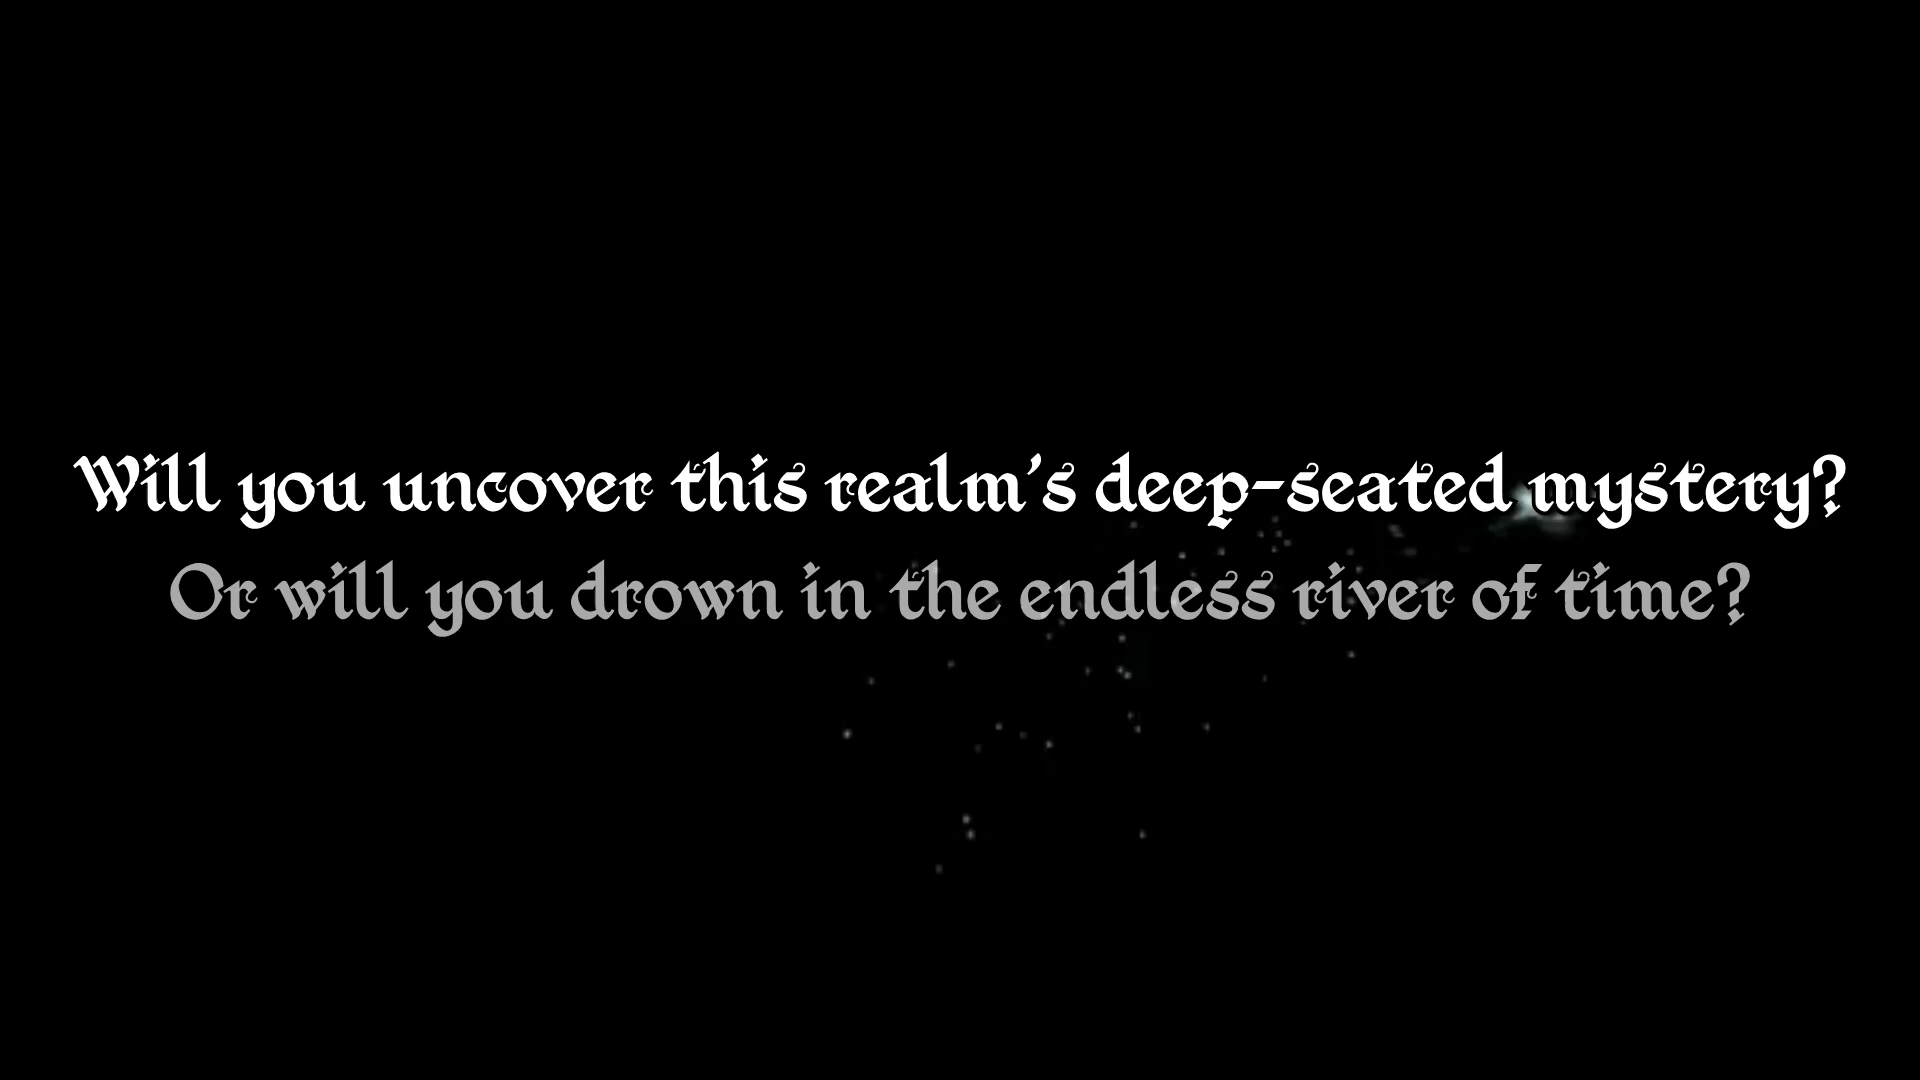 Will you uncover this realm's deep-seated mystery?
Or will you drown in the endless river of time?